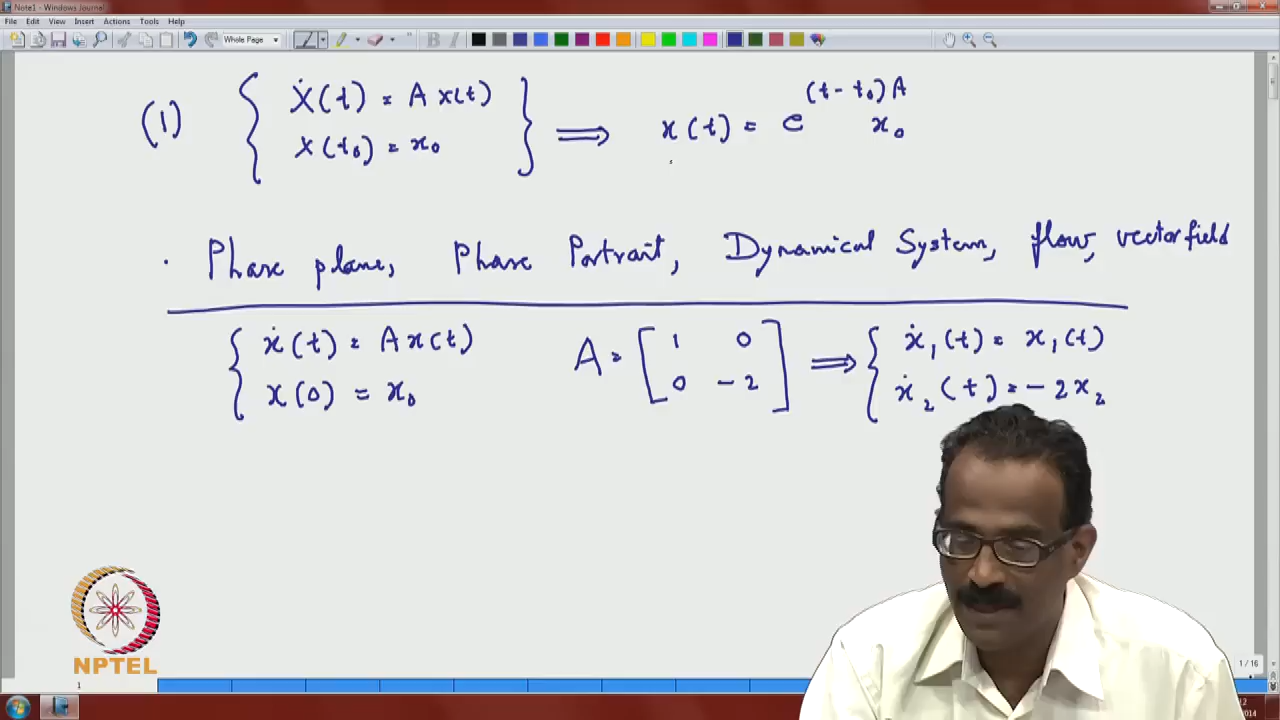 Note1 - Windows Journal
File Edit View Insert Actions Tools Help
Whole Page
(1) { Ẋ(t) = A x(t) } ⟹ x(t) = e^{(t - t₀)A} x₀
X(t₀) = x₀
. Phase plane, Phase Portrait, Dynamical System, flow, vectorfield
{ ẋ(t) = A x(t) A = [ 1 0 ⟹ { ẋ₁(t) = x₁(t)
x(0) = x₀ 0 -2 ] ẋ₂(t) = -2x₂
NPTEL
1 / 16
1